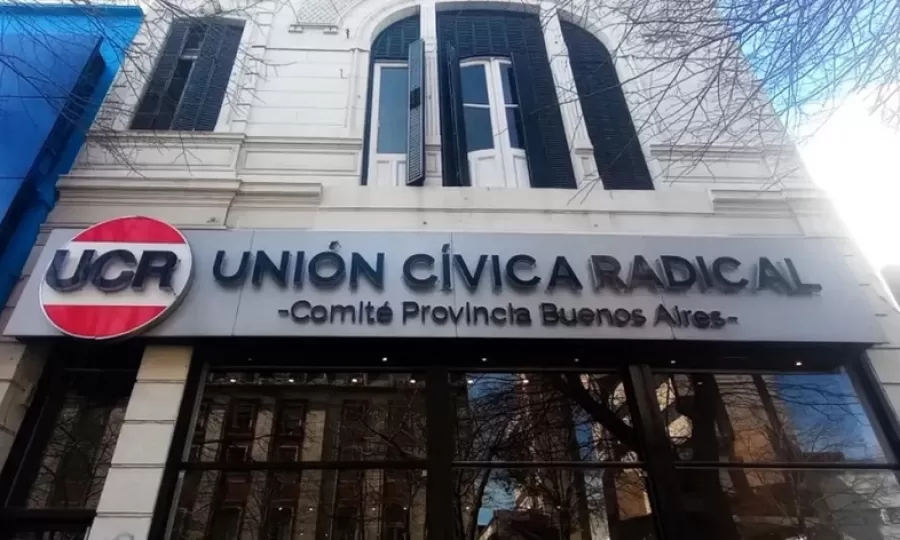 UCR
UNIÓN CÍVICA RADICAL
-Comité Provincia Buenos Aires-